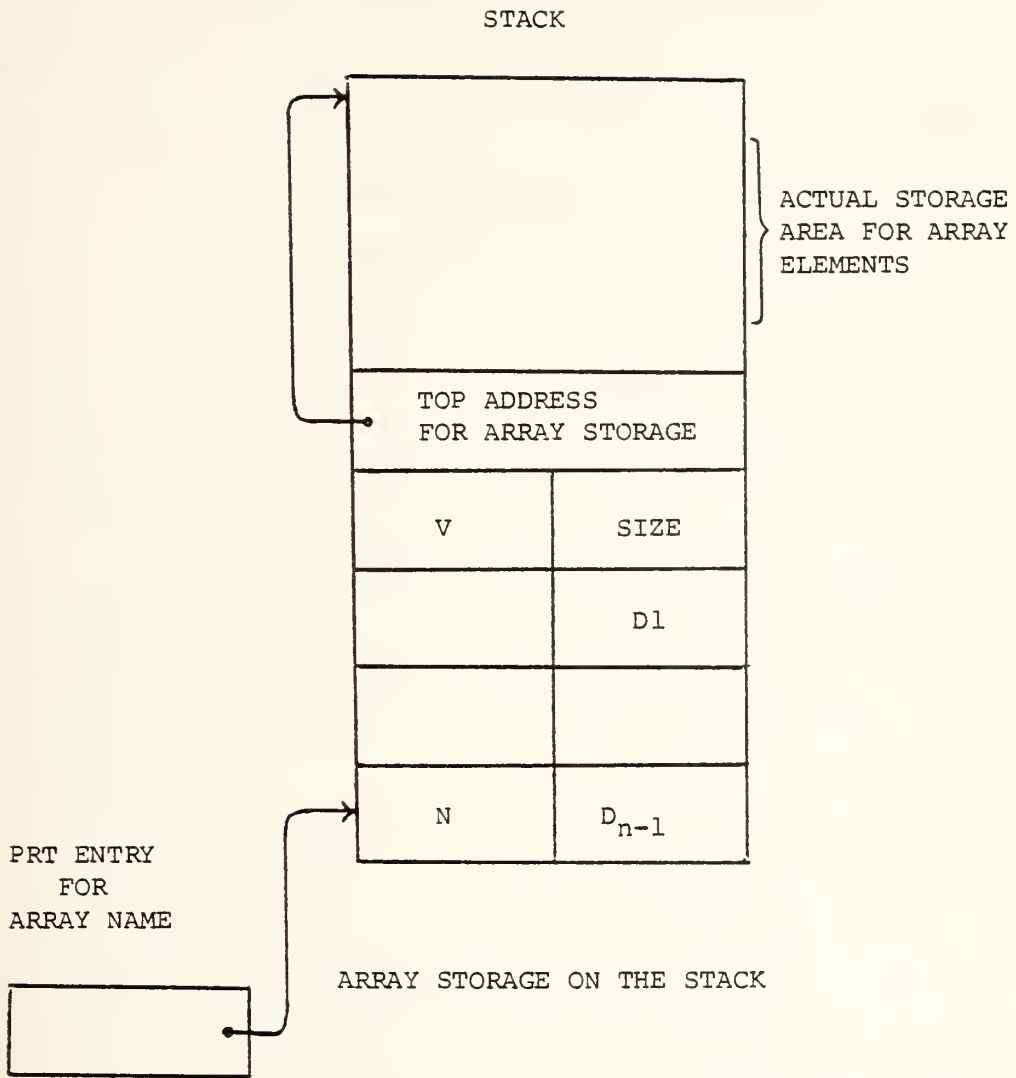 STACK
ACTUAL STORAGE
AREA FOR ARRAY
ELEMENTS
TOP ADDRESS
FOR ARRAY STORAGE
V SIZE
D1
N Dn-1
PRT ENTRY
FOR
ARRAY NAME
ARRAY STORAGE ON THE STACK